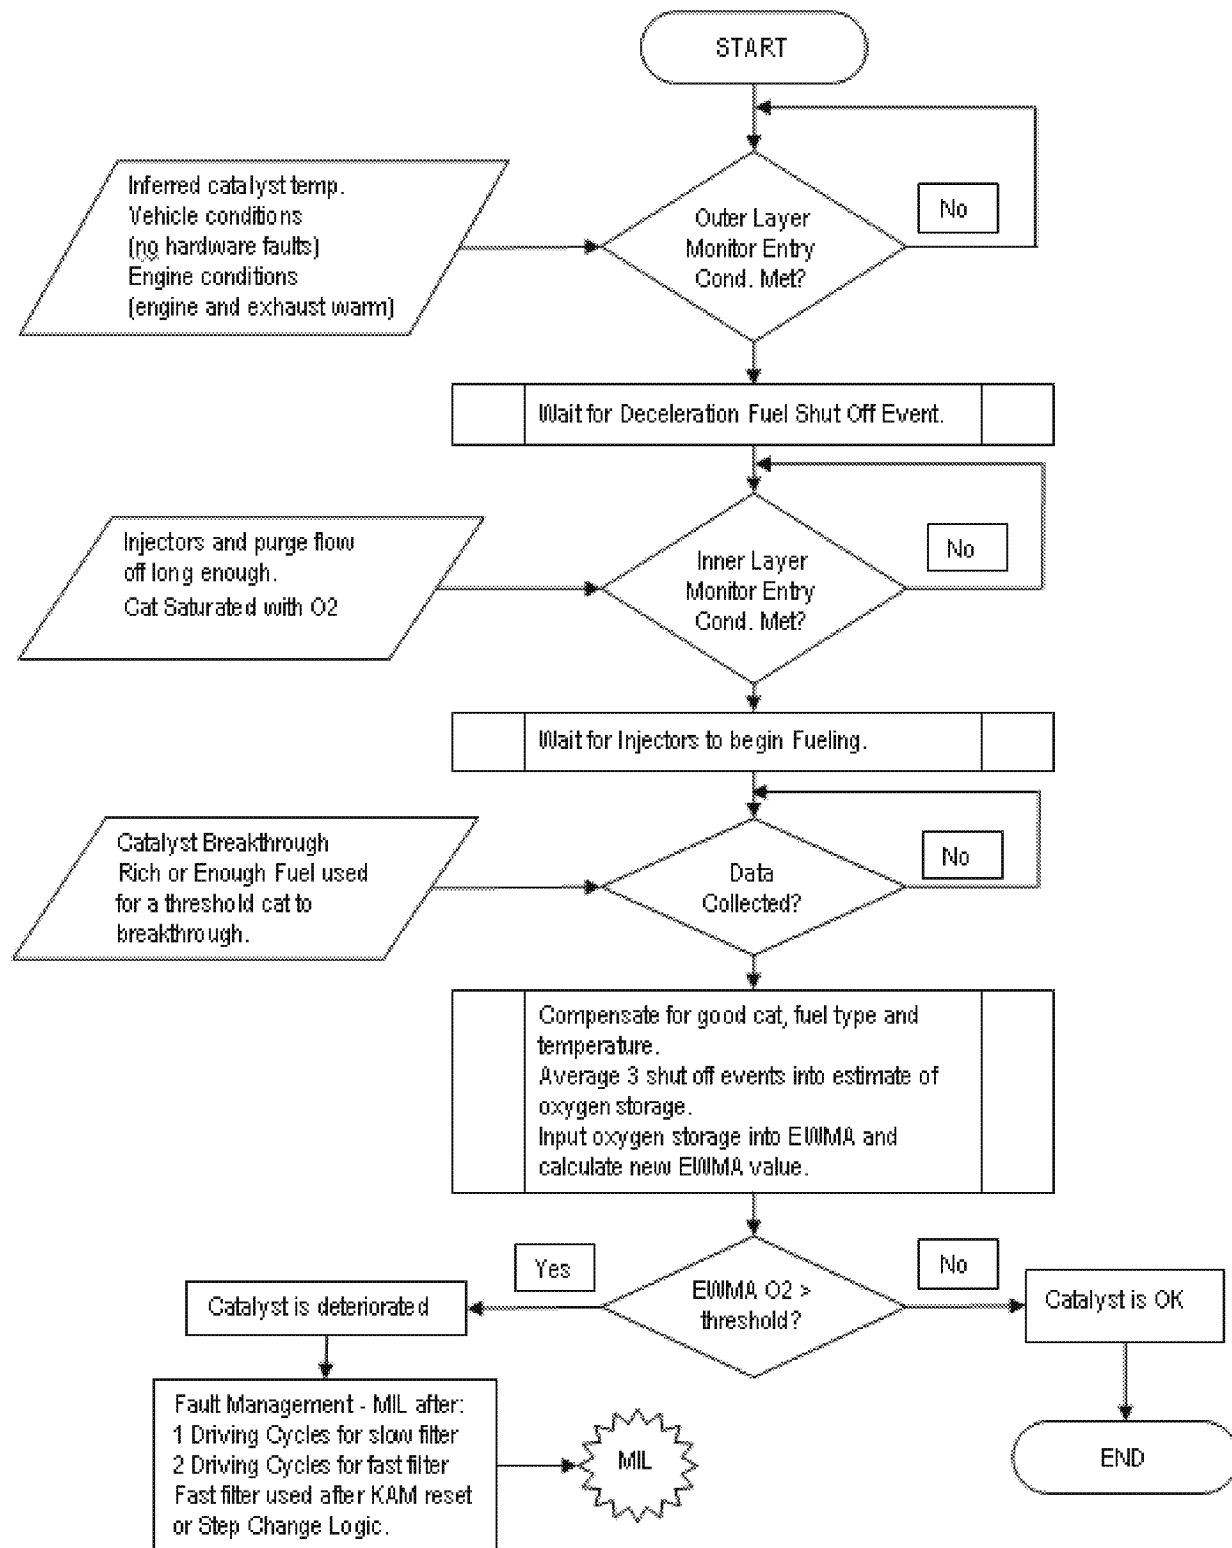 START
Inferred catalyst temp.
Vehicle conditions
(no hardware faults)
Engine conditions
(engine and exhaust warm)
Outer Layer
Monitor Entry
Cond. Met?
No
Wait for Deceleration Fuel Shut Off Event.
Injectors and purge flow
off long enough.
Cat Saturated with O2
Inner Layer
Monitor Entry
Cond. Met?
No
Wait for Injectors to begin Fueling.
Catalyst Breakthrough
Rich or Enough Fuel used
for a threshold cat to
breakthrough.
Data
Collected?
No
Compensate for good cat, fuel type and
temperature.
Average 3 shut off events into estimate of
oxygen storage.
Input oxygen storage into EWMA and
calculate new EWMA value.
Yes
EWMA O2 >
threshold?
No
Catalyst is deteriorated
Catalyst is OK
Fault Management - MIL after:
1 Driving Cycles for slow filter
2 Driving Cycles for fast filter
Fast filter used after KAM reset
or Step Change Logic.
MIL
END